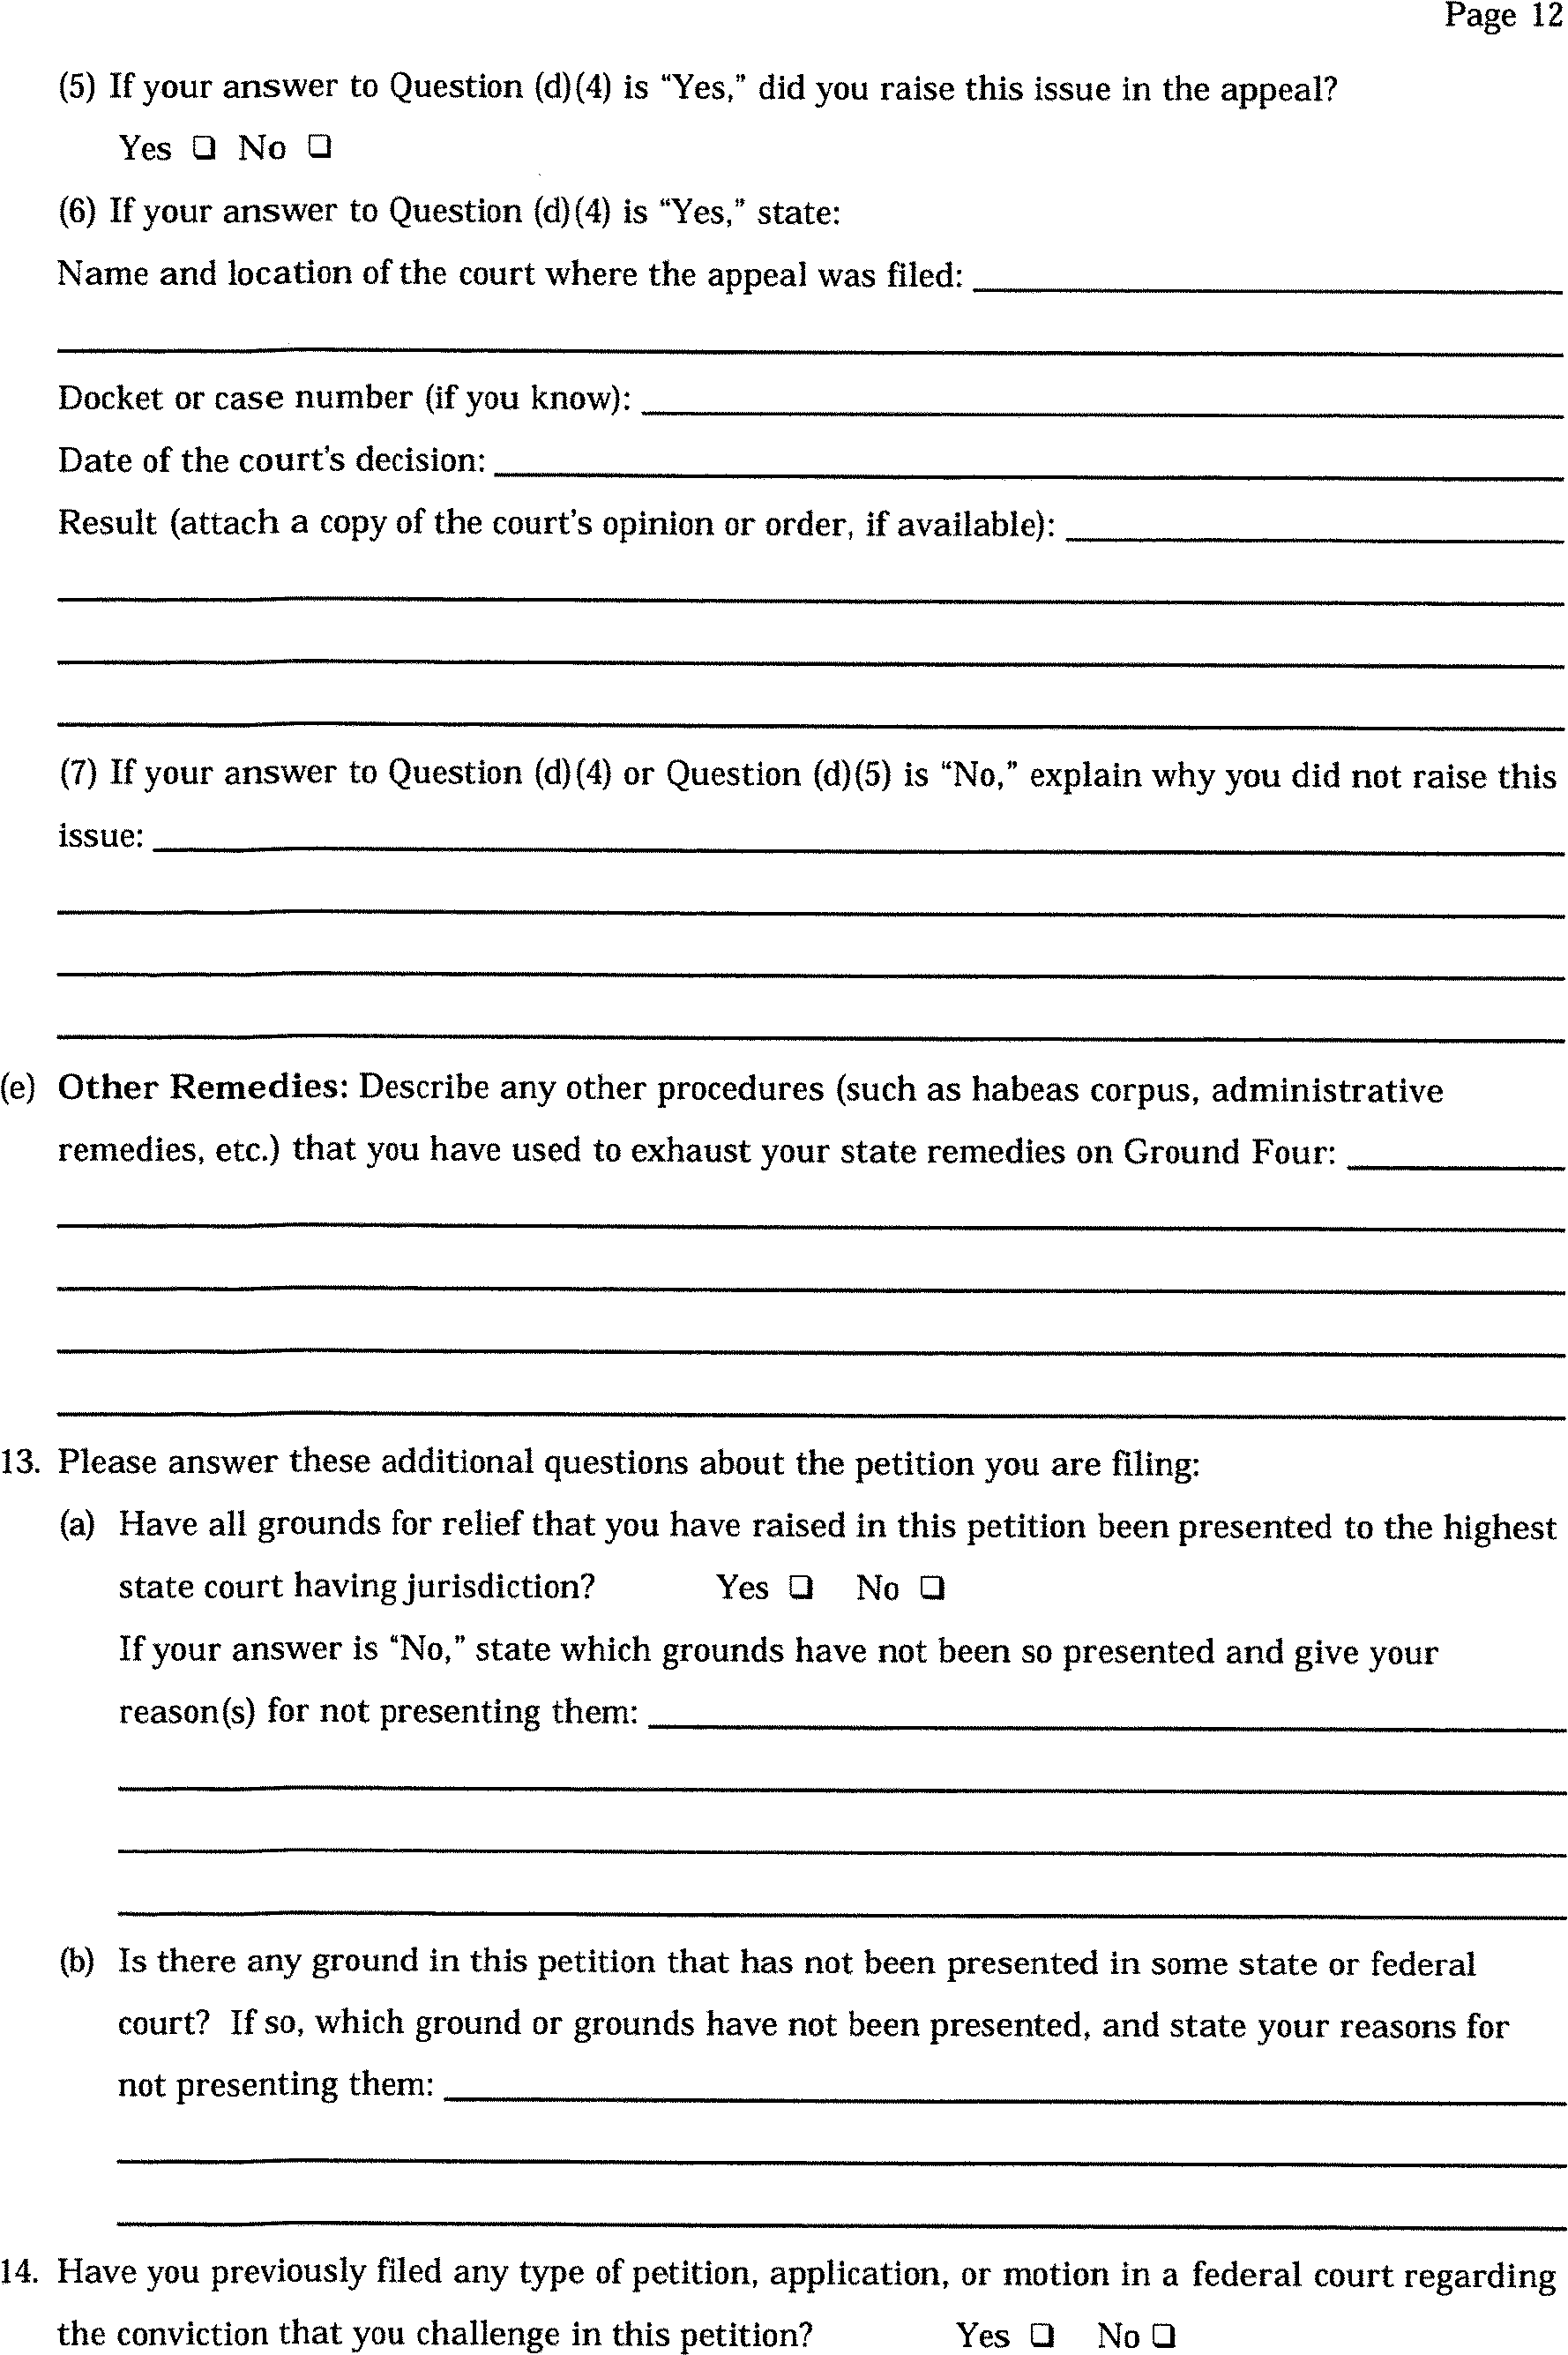 Page 12
(5) If your answer to Question (d)(4) is “Yes,” did you raise this issue in the appeal?
Yes ❑ No ❑
(6) If your answer to Question (d)(4) is “Yes,” state:
Name and location of the court where the appeal was filed:
Docket or case number (if you know):
Date of the court's decision:
Result (attach a copy of the court's opinion or order, if available):
(7) If your answer to Question (d)(4) or Question (d)(5) is “No,” explain why you did not raise this
issue:
(e) Other Remedies: Describe any other procedures (such as habeas corpus, administrative
remedies, etc.) that you have used to exhaust your state remedies on Ground Four:
13. Please answer these additional questions about the petition you are filing:
(a) Have all grounds for relief that you have raised in this petition been presented to the highest
state court having jurisdiction? Yes ❑ No ❑
If your answer is “No,” state which grounds have not been so presented and give your
reason(s) for not presenting them:
(b) Is there any ground in this petition that has not been presented in some state or federal
court? If so, which ground or grounds have not been presented, and state your reasons for
not presenting them:
14. Have you previously filed any type of petition, application, or motion in a federal court regarding
the conviction that you challenge in this petition? Yes ❑ No ❑